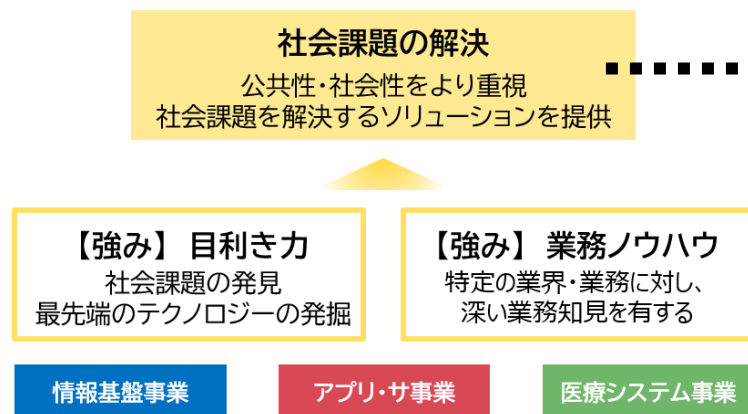 社会課題の解決
公共性・社会性をより重視
社会課題を解決するソリューションを提供
【強み】目利き力
社会課題の発見
最先端のテクノロジーの発掘
【強み】業務ノウハウ
特定の業界・業務に対し、
深い業務知見を有する
情報基盤事業
アプリ・サ事業
医療システム事業